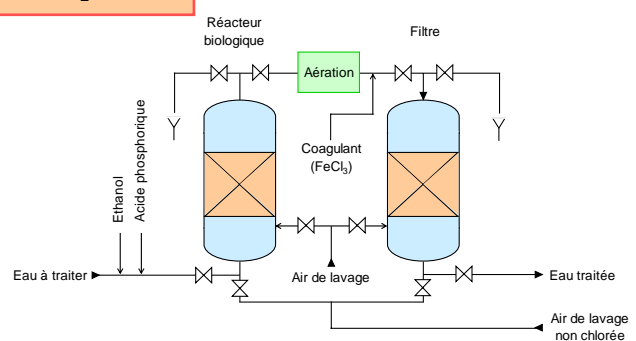 Réacteur
biologique
Filtre
Aération
Coagulant
(FeCl₃)
Ethanol
Acide phosphorique
Eau à traiter
Air de lavage
Eau traitée
Air de lavage
non chlorée